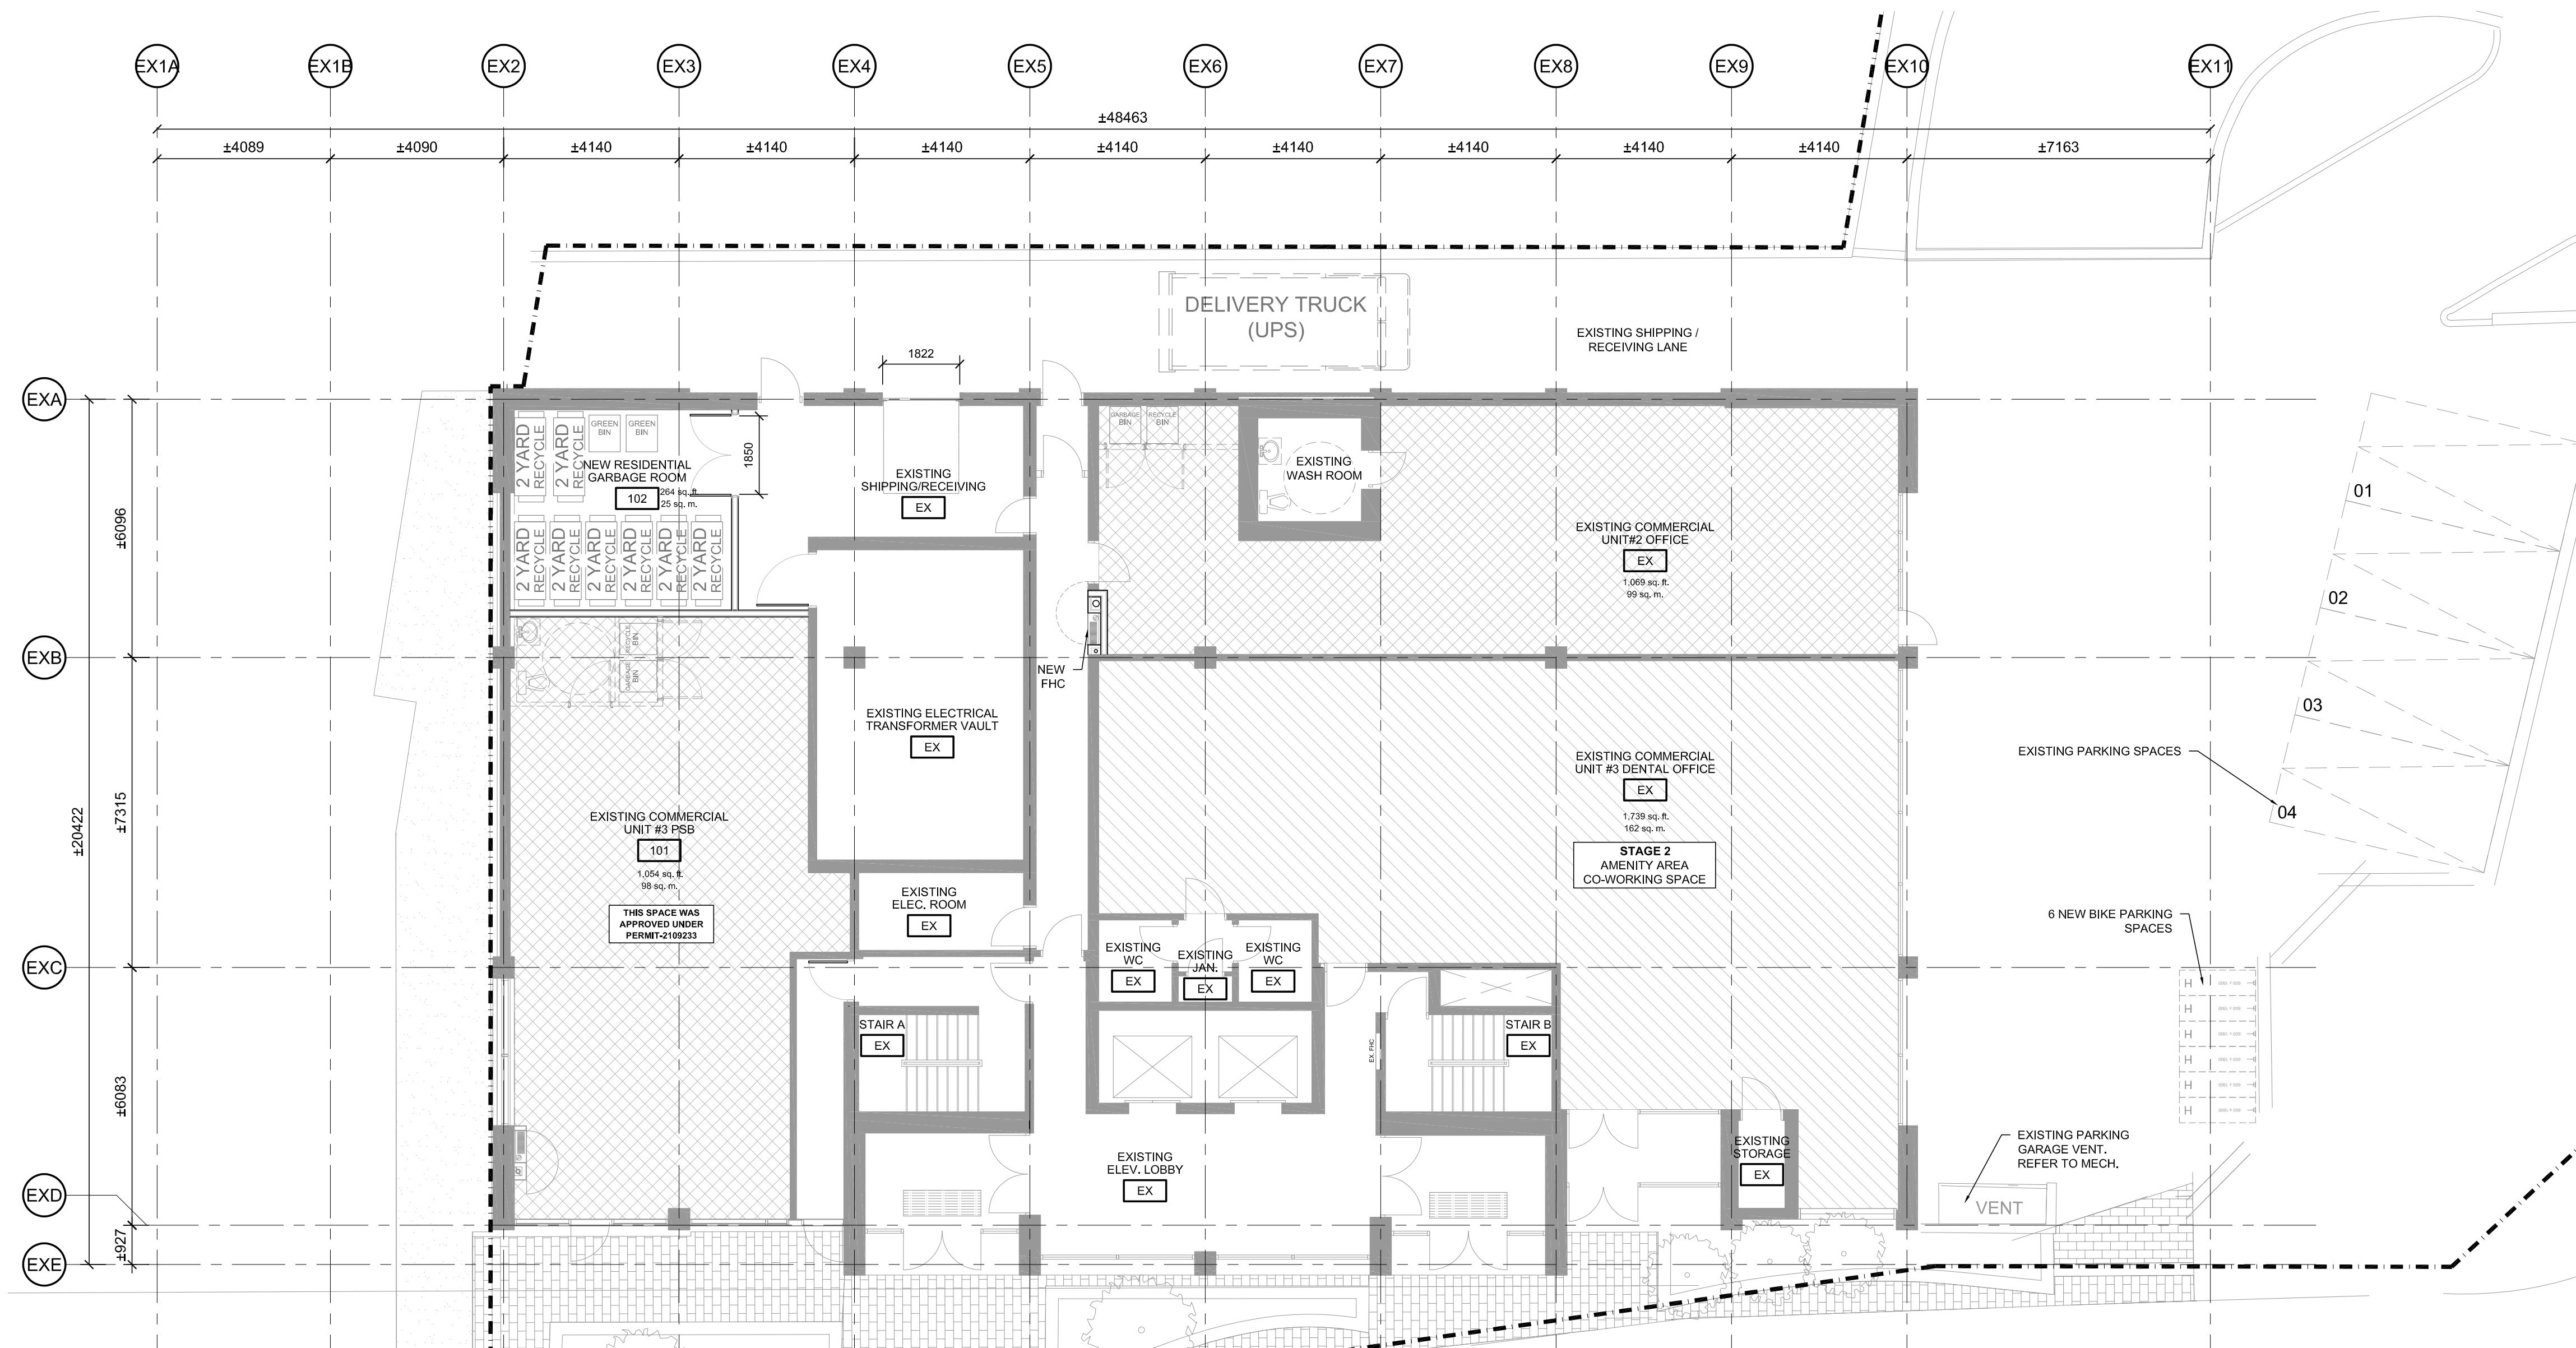 EX1A
EX1B
EX2
EX3
EX4
EX5
EX6
EX7
EX8
EX9
EX10
EX11
±48463
±4089
±4090
±4140
±4140
±4140
±4140
±4140
±4140
±4140
±4140
±7163
DELIVERY TRUCK
(UPS)
EXISTING SHIPPING /
RECEIVING LANE
1822
EXA
EXB
EXC
EXD
EXE
±6096
±7315
±20422
±6083
±927
2 YARD
RECYCLE
2 YARD
RECYCLE
GREEN
BIN
GREEN
BIN
NEW RESIDENTIAL
GARBAGE ROOM
102
264 sq. ft.
25 sq. m.
1850
2 YARD
RECYCLE
2 YARD
RECYCLE
2 YARD
RECYCLE
2 YARD
RECYCLE
2 YARD
RECYCLE
2 YARD
RECYCLE
EXISTING
SHIPPING/RECEIVING
EX
GARBAGE
BIN
RECYCLE
BIN
EXISTING
WASH ROOM
EXISTING COMMERCIAL
UNIT#2 OFFICE
EX
1,069 sq. ft.
99 sq. m.
RECYCLE
BIN
GARBAGE
BIN
NEW
FHC
EXISTING ELECTRICAL
TRANSFORMER VAULT
EX
EXISTING COMMERCIAL
UNIT #3 PSB
101
1,054 sq. ft.
98 sq. m.
THIS SPACE WAS
APPROVED UNDER
PERMIT-2109233
EXISTING COMMERCIAL
UNIT #3 DENTAL OFFICE
EX
1,739 sq. ft.
162 sq. m.
STAGE 2
AMENITY AREA
CO-WORKING SPACE
EXISTING
ELEC. ROOM
EX
EXISTING
WC
EX
EXISTING
JAN.
EX
EXISTING
WC
EX
STAIR A
EX
EX. FHC
STAIR B
EX
EXISTING
ELEV. LOBBY
EX
EXISTING
STORAGE
EX
01
02
03
04
EXISTING PARKING SPACES
6 NEW BIKE PARKING
SPACES
EXISTING PARKING
GARAGE VENT.
REFER TO MECH.
VENT